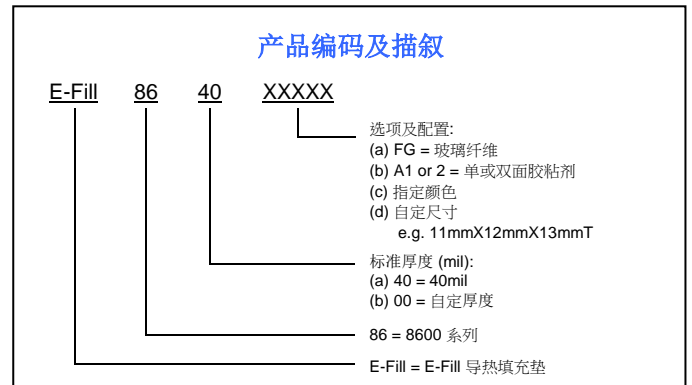 产品编码及描叙
E-Fill 86 40 XXXXX
选项及配置:
(a) FG = 玻璃纤维
(b) A1 or 2 = 单或双面胶粘剂
(c) 指定颜色
(d) 自定尺寸
e.g. 11mmX12mmX13mmT
标准厚度 (mil):
(a) 40 = 40mil
(b) 00 = 自定厚度
86 = 8600 系列
E-Fill = E-Fill 导热填充垫